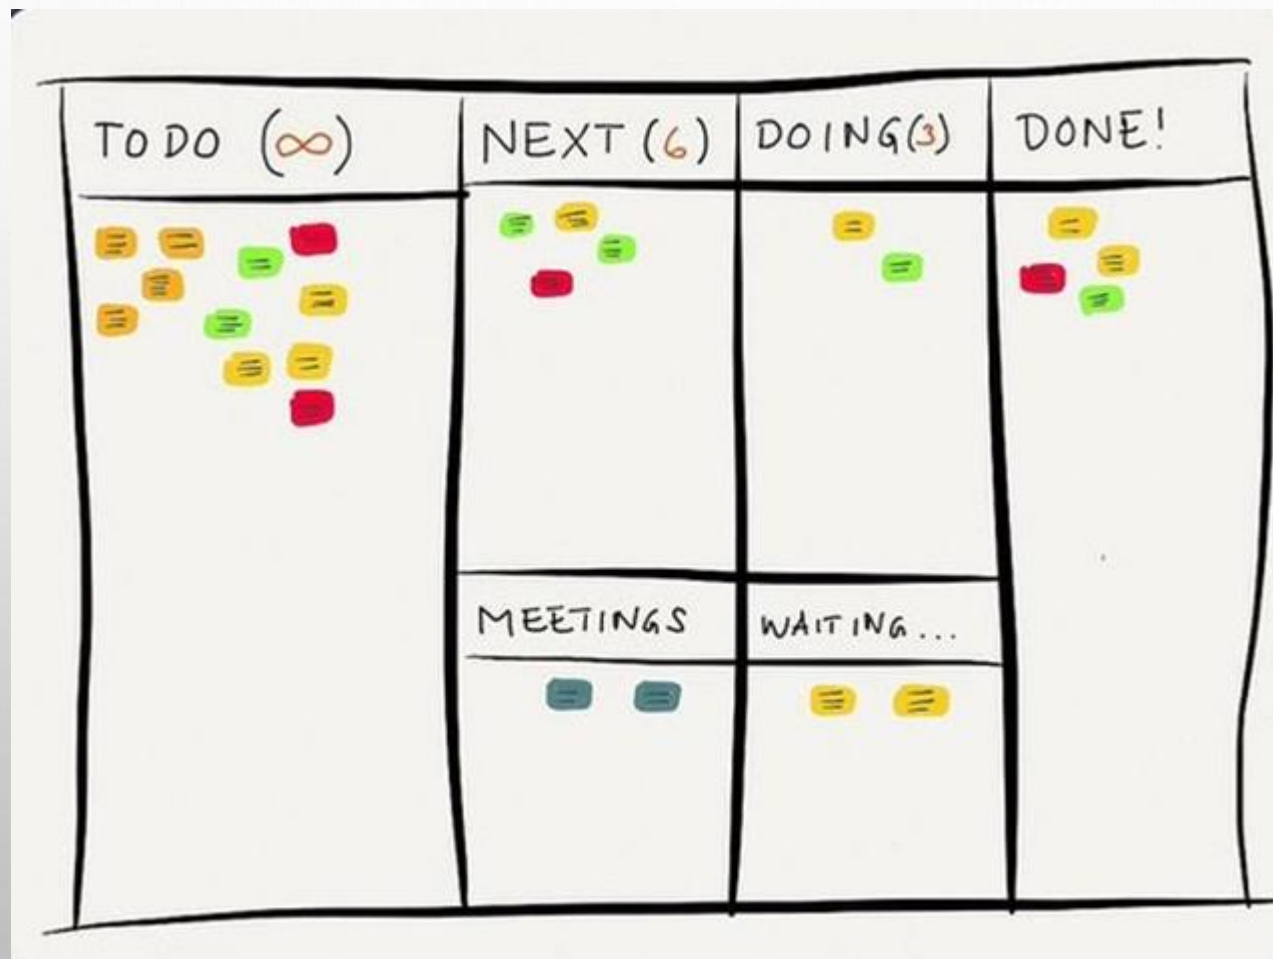 TO DO (∞)
NEXT (6)
DOING(3)
DONE!
MEETINGS
WAITING...